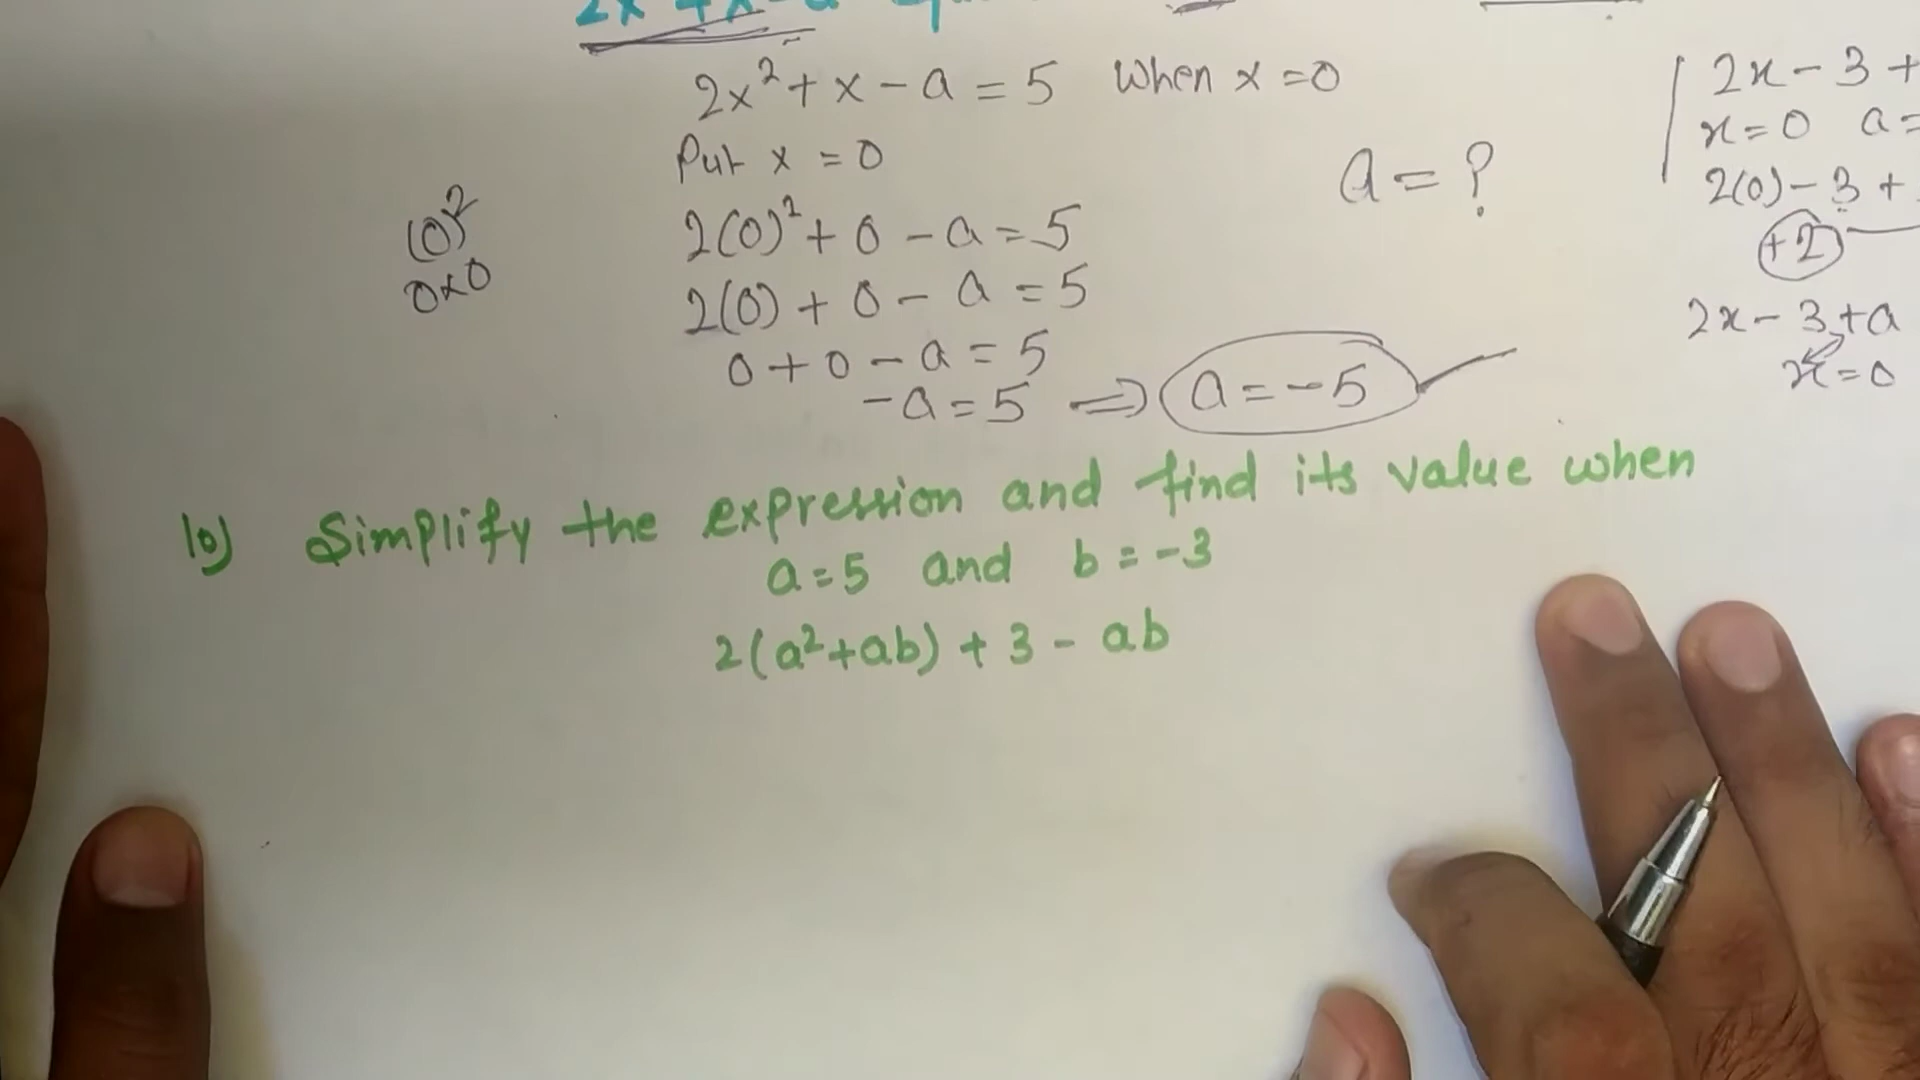 2x² + x - a = 5 When x = 0
Put x = 0
a = ?
(0)²
0x0
2(0)² + 0 - a = 5
2(0) + 0 - a = 5
0 + 0 - a = 5
-a = 5 ⇒ a = -5
2x - 3 +
x = 0 a =
2(0) - 3 +
+2
2x - 3 + a
x = 0
10) Simplify the expression and find its value when
a = 5 and b = -3
2(a² + ab) + 3 - ab